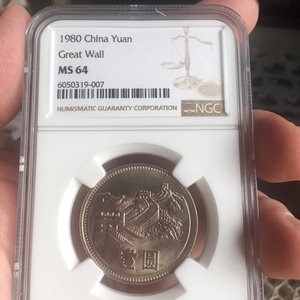 1980 China Yuan
Great Wall
MS 64
6050319-007
NUMISMATIC GUARANTY CORPORATION
NGC
壹圆